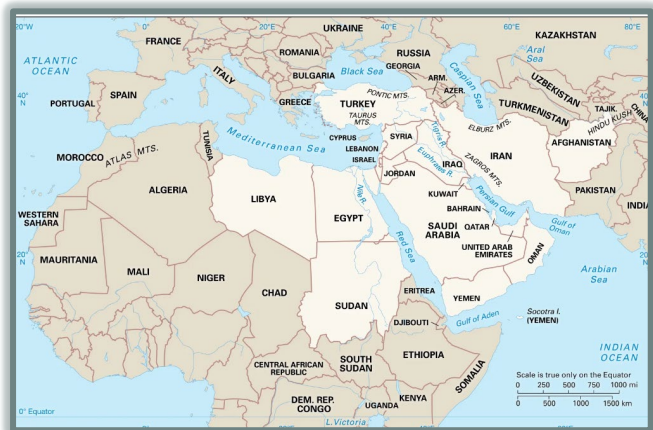 20°W
0°
20°E
40°E
60°E
80°E
UKRAINE
KAZAKHSTAN
FRANCE
ATLANTIC
OCEAN
ROMANIA
RUSSIA
Aral
Sea
ITALY
BULGARIA
Black Sea
GEORGIA
Caspian Sea
UZBEKISTAN
ARM.
AZER.
TURKMENISTAN
TAJIK.
CHINA
40°
PORTUGAL
SPAIN
GREECE
PONTIC MTS.
TURKEY
TAURUS
MTS.
ELBURZ MTS.
HINDU KUSH
Mediterranean Sea
CYPRUS
LEBANON
ISRAEL
SYRIA
Tigris R.
Euphrates R.
IRAQ
ZAGROS MTS.
IRAN
AFGHANISTAN
MOROCCO
ATLAS MTS.
TUNISIA
JORDAN
KUWAIT
Persian Gulf
PAKISTAN
ALGERIA
LIBYA
EGYPT
Nile R.
BAHRAIN
QATAR
Gulf of
Oman
INDIA
WESTERN
SAHARA
SAUDI
ARABIA
UNITED ARAB
EMIRATES
OMAN
Red Sea
20°
20°
N
MAURITANIA
MALI
NIGER
CHAD
SUDAN
ERITREA
YEMEN
Arabian
Sea
Socotra I.
(YEMEN)
Gulf of Aden
DJIBOUTI
ETHIOPIA
SOMALIA
INDIAN
OCEAN
CENTRAL AFRICAN
REPUBLIC
SOUTH
SUDAN
Scale is true only on the Equator
0 250 500 750 1000 mi
0 500 1000 1500 km
DEM. REP.
CONGO
UGANDA
KENYA
0° Equator
L. Victoria